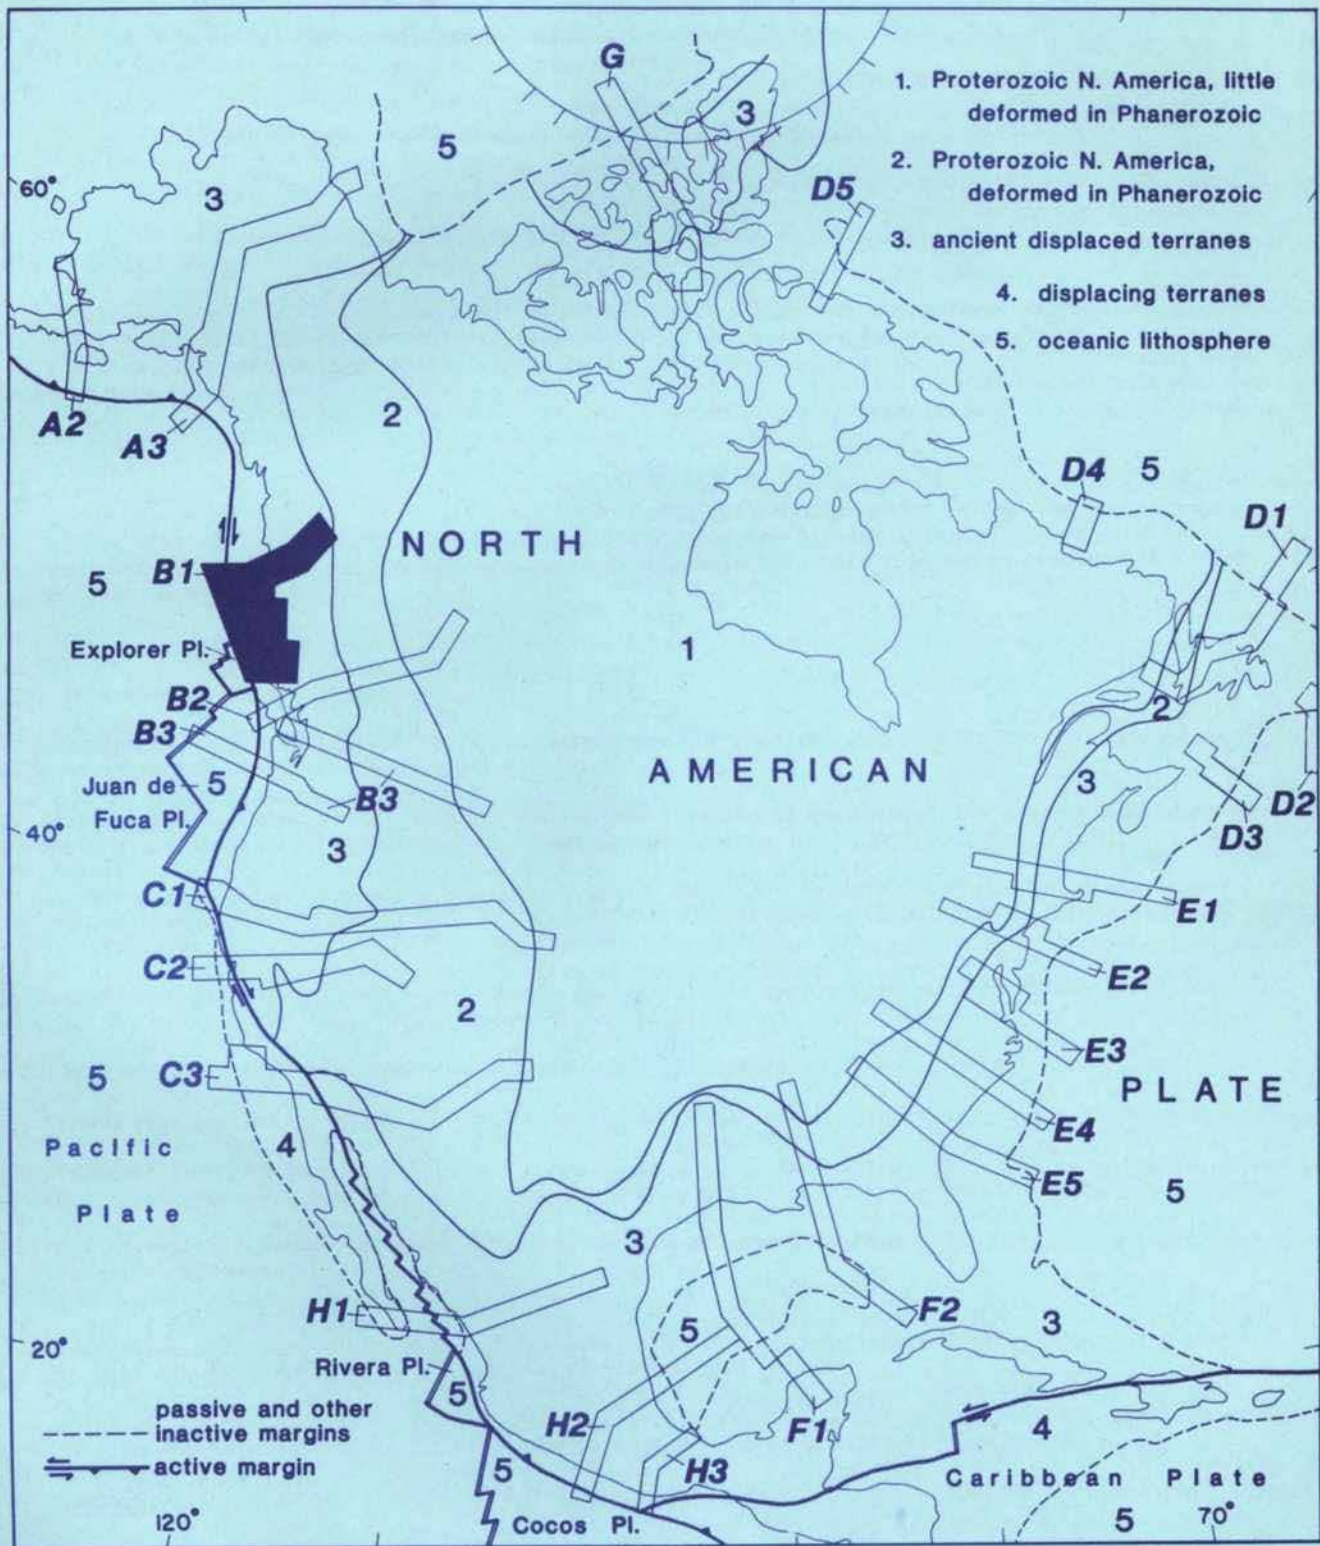 G
1. Proterozoic N. America, little
deformed in Phanerozoic
3
5
2. Proterozoic N. America,
deformed in Phanerozoic
60°
3
D5
3. ancient displaced terranes
4. displacing terranes
5. oceanic lithosphere
A2
A3
2
D4
5
D1
NORTH
5
B1
Explorer Pl.
1
B2
2
B3
AMERICAN
Juan de
Fuca Pl.
5
B3
3
D3
D2
40°
3
C1
E1
C2
E2
2
E3
5
C3
PLATE
4
E4
Pacific
Plate
E5
5
3
H1
F2
5
3
20°
Rivera Pl.
5
passive and other
inactive margins
active margin
H2
F1
H3
4
5
Caribbean Plate
120°
Cocos Pl.
5
70°